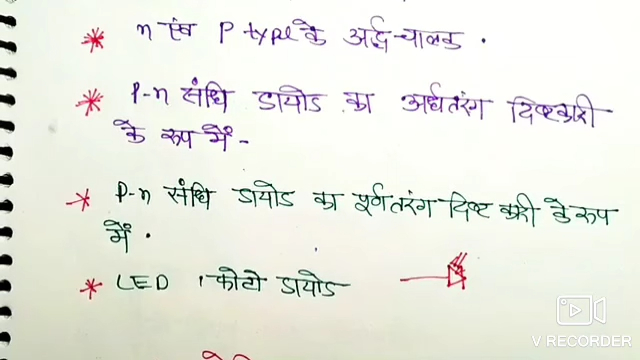 * n एवं P type के अर्द्धचालक .
* P-n संधि डायोड का अर्धतरंग दिष्टकारी
के रूप में -
* P-n संधि डायोड का पूर्णतरंग दिष्टकारी के रूप
में .
* LED , फोटो डायोड
V RECORDER